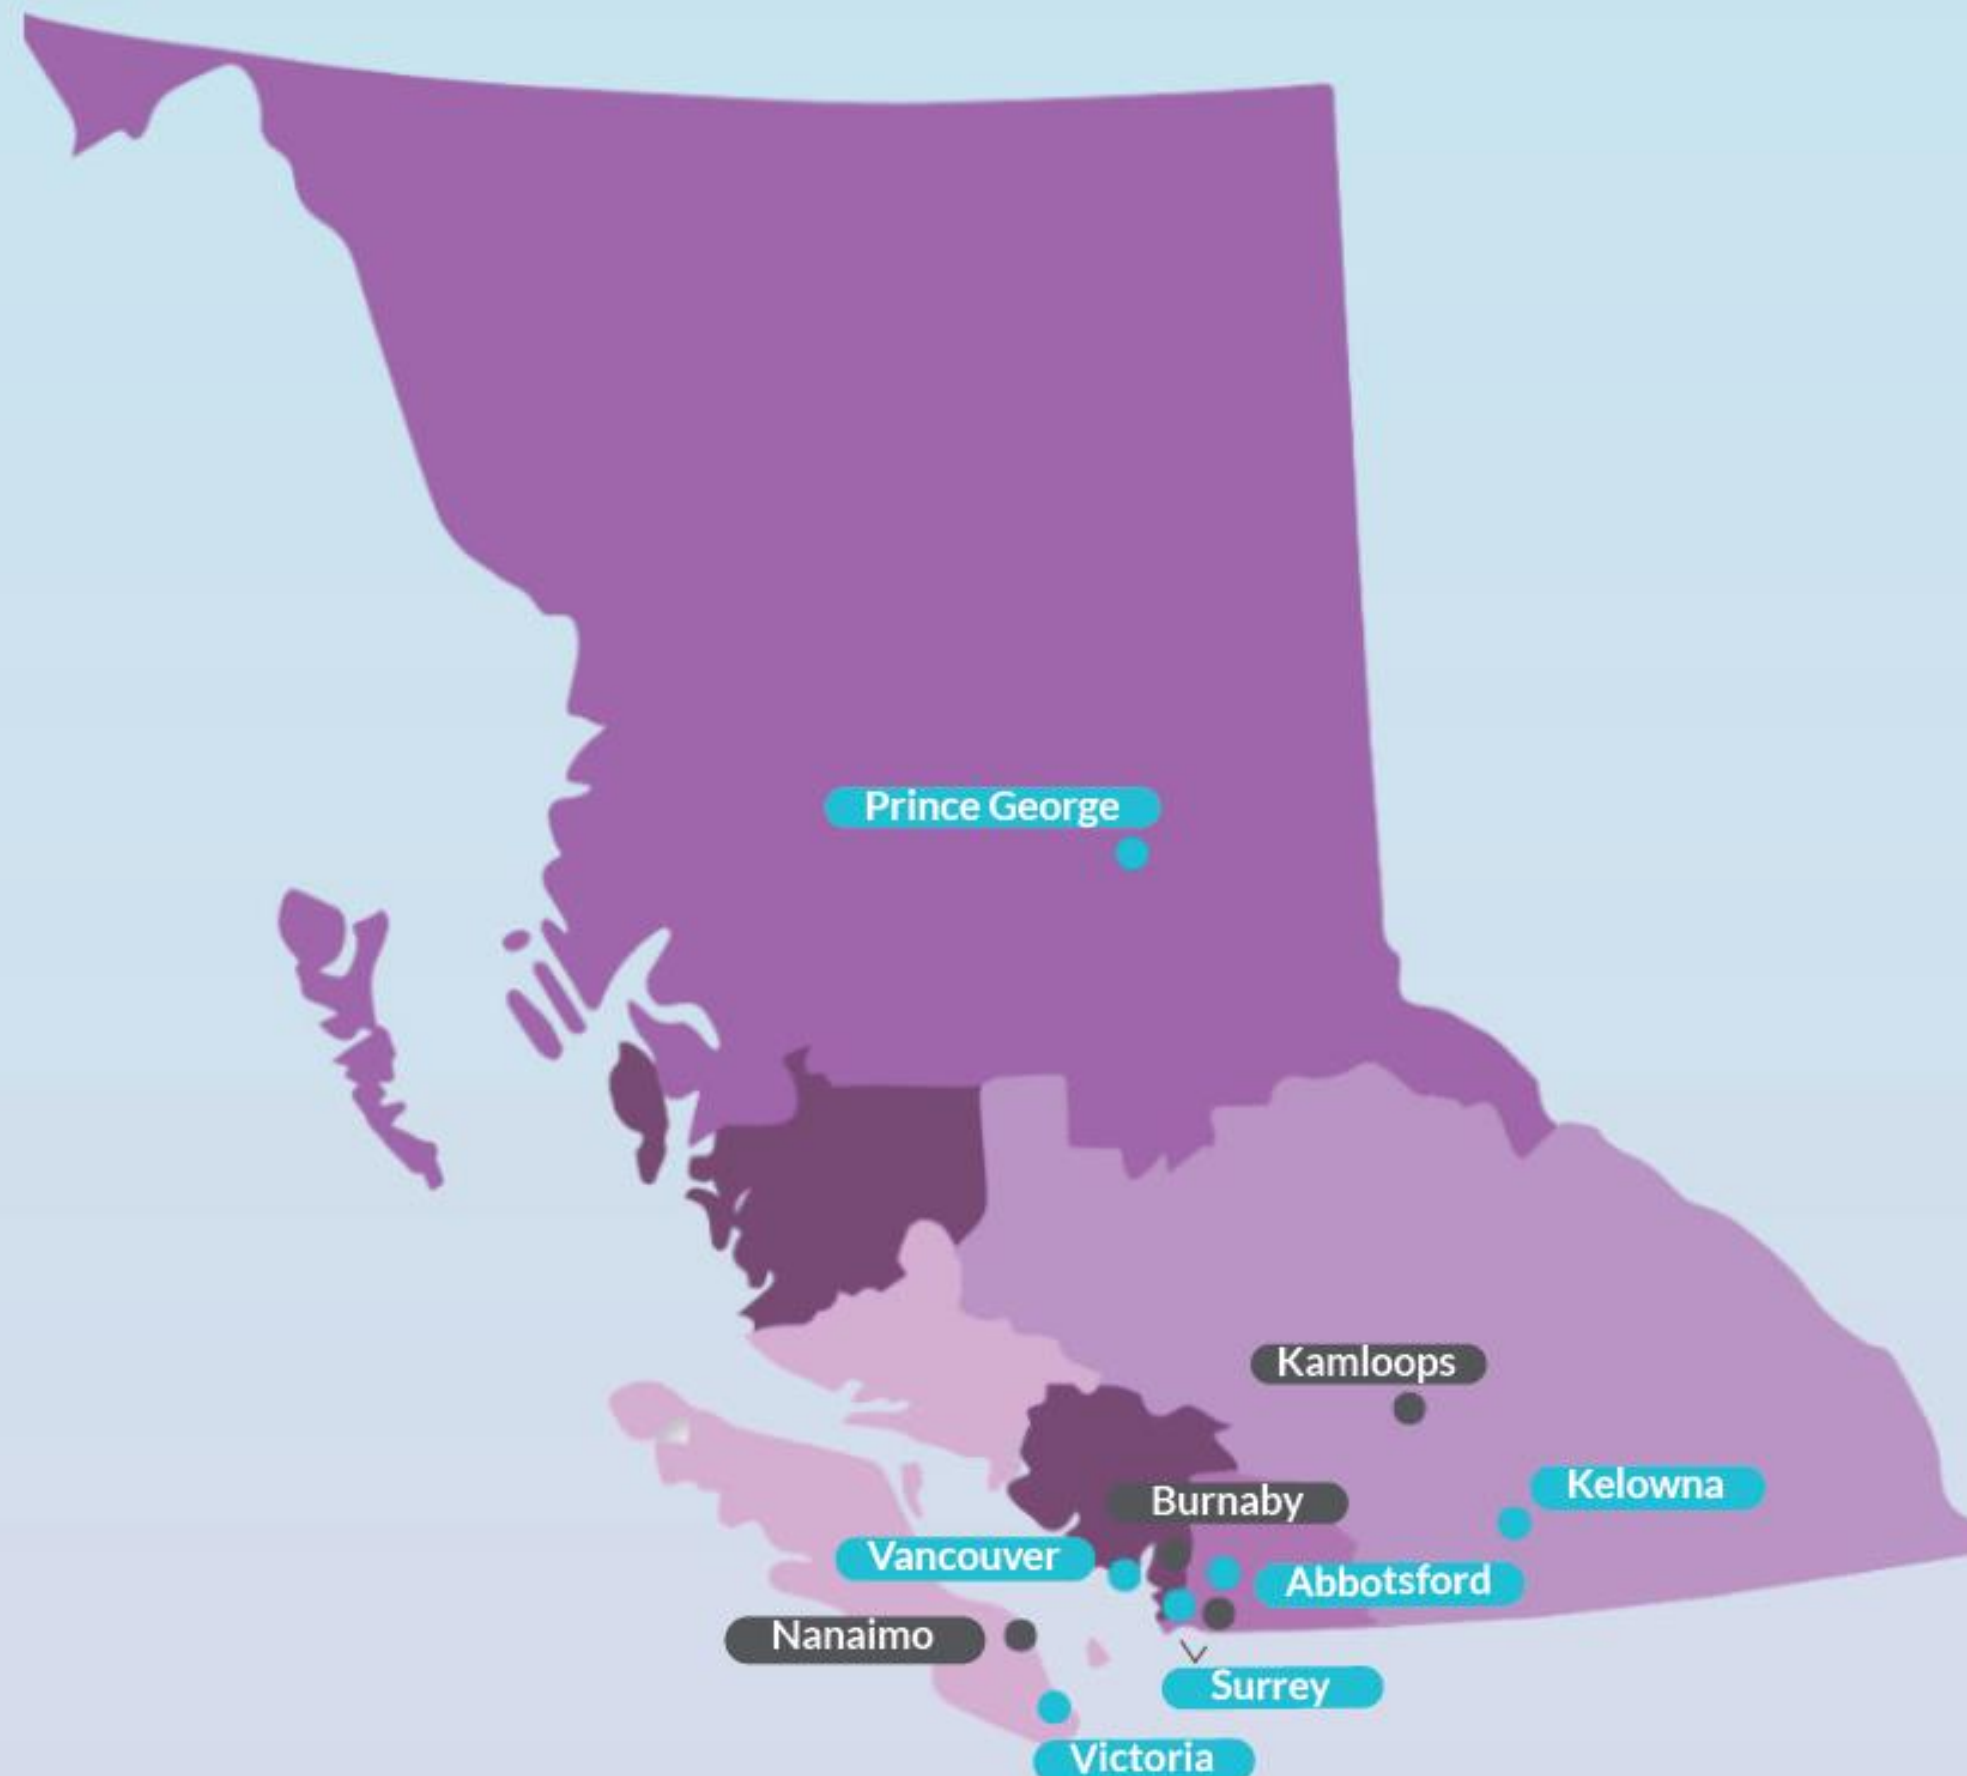 Prince George
Kamloops
Kelowna
Burnaby
Vancouver
Abbotsford
Nanaimo
Surrey
Victoria